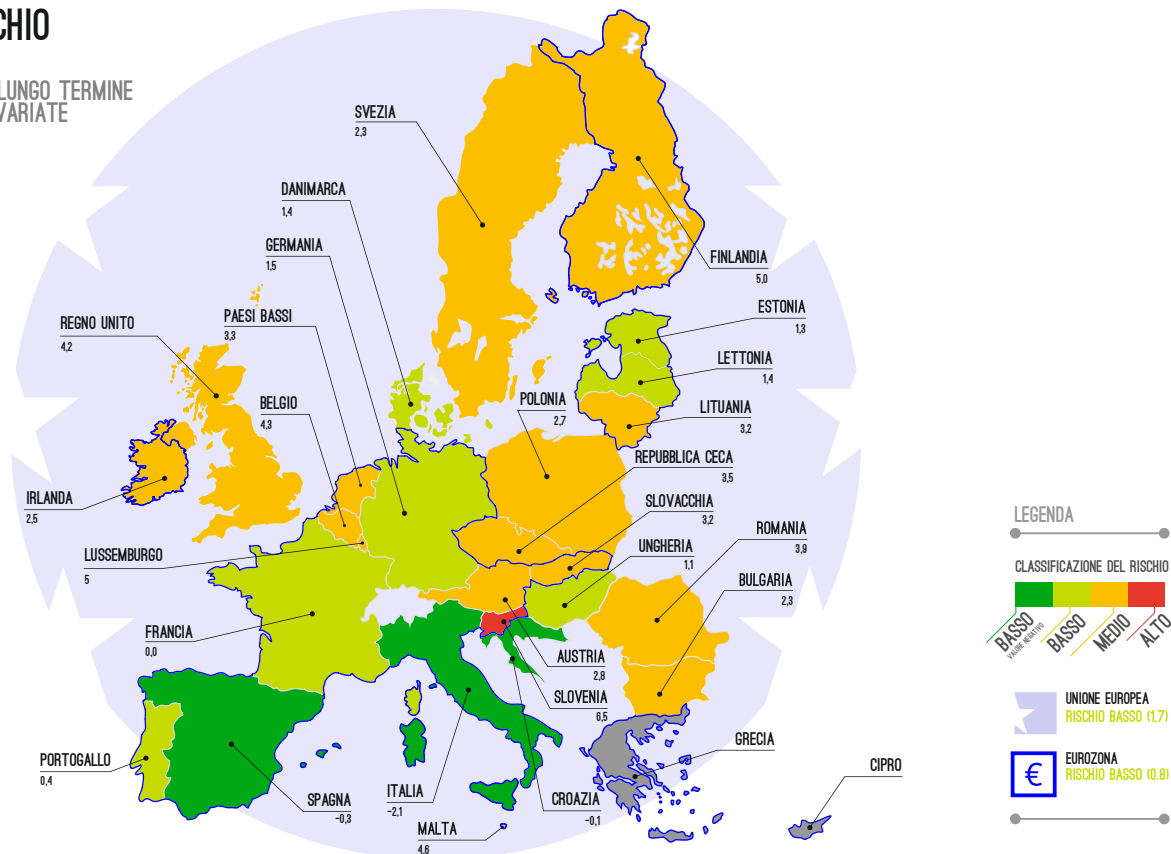 CHIO
LUNGO TERMINE
VARIATE
SVEZIA
2,3
DANIMARCA
1,4
GERMANIA
1,5
FINLANDIA
5,0
PAESI BASSI
3,3
REGNO UNITO
4,2
ESTONIA
1,3
LETTONIA
1,4
BELGIO
4,3
POLONIA
2,7
LITUANIA
3,2
REPUBBLICA CECA
3,5
IRLANDA
2,5
SLOVACCHIA
3,2
LUSSEMBURGO
5
UNGHERIA
1,1
ROMANIA
3,9
BULGARIA
2,3
FRANCIA
0,0
AUSTRIA
2,8
SLOVENIA
6,5
PORTOGALLO
0,4
SPAGNA
-0,3
ITALIA
-2,1
MALTA
4,6
CROAZIA
-0,1
GRECIA
CIPRO
LEGENDA
CLASSIFICAZIONE DEL RISCHIO
BASSO
VALORE NEGATIVO
BASSO
MEDIO
ALTO
UNIONE EUROPEA
RISCHIO BASSO (1.7)
€
EUROZONA
RISCHIO BASSO (0.8)